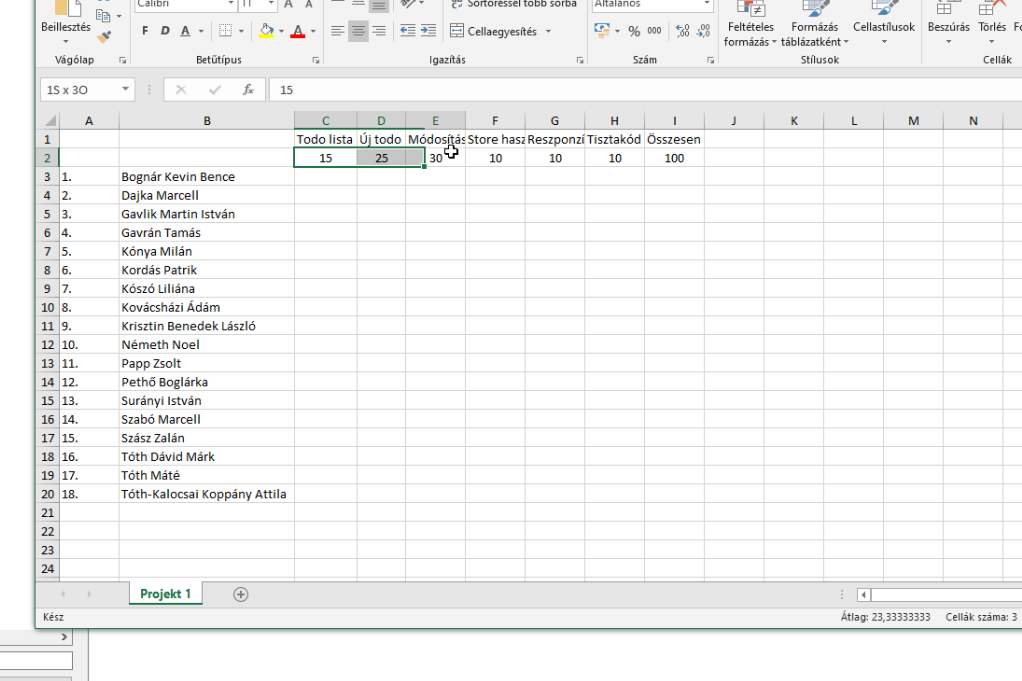 Calibri 11 A A Sortöréssel több sorba Általános
Beillesztés F D A A Cellaegyesítés % 000 Feltételes formázás Formázás táblázatként Cellastílusok Beszúrás Törlés
Vágólap Betűtípus Igazítás Szám Stílusok Cellák
1S x 3O fx 15
A B C D E F G H I J K L M N
1 Todo lista Új todo Módosítás Store hasz Reszponzí Tisztakód Összesen
2 15 25 30 10 10 10 100
3 1. Bognár Kevin Bence
4 2. Dajka Marcell
5 3. Gavlik Martin István
6 4. Gavrán Tamás
7 5. Kónya Milán
8 6. Kordás Patrik
9 7. Kószó Liliána
10 8. Kovácsházi Ádám
11 9. Krisztin Benedek László
12 10. Németh Noel
13 11. Papp Zsolt
14 12. Pethő Boglárka
15 13. Surányi István
16 14. Szabó Marcell
17 15. Szász Zalán
18 16. Tóth Dávid Márk
19 17. Tóth Máté
20 18. Tóth-Kalocsai Koppány Attila
21
22
23
24
Projekt 1
Kész Átlag: 23,33333333 Cellák száma: 3